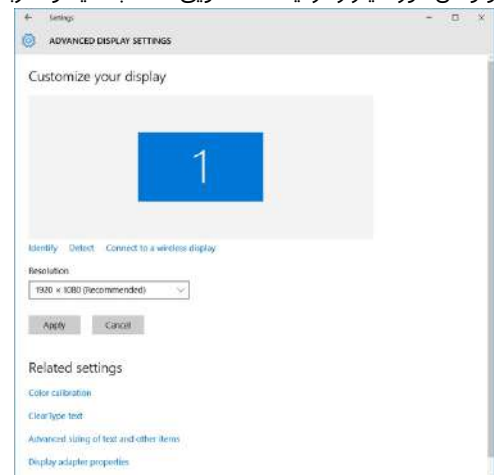 Settings
ADVANCED DISPLAY SETTINGS
Customize your display
1
Identify Detect Connect to a wireless display
Resolution
1920 × 1080 (Recommended)
Apply Cancel
Related settings
Color calibration
ClearType text
Advanced sizing of text and other items
Display adapter properties